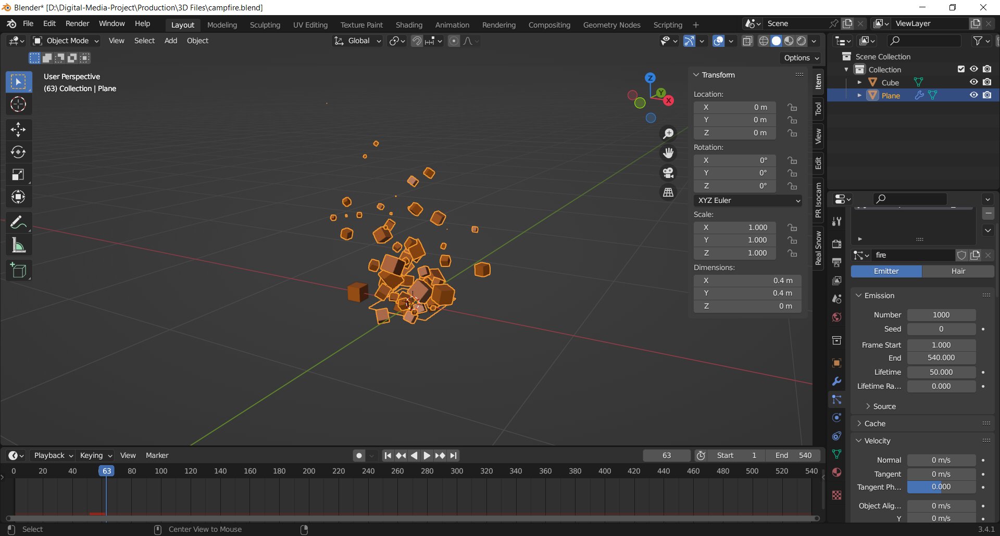 Blender* [D:\Digital-Media-Project\Production\3D Files\campfire.blend]
File Edit Render Window Help
Layout Modeling Sculpting UV Editing Texture Paint Shading Animation Rendering Compositing Geometry Nodes Scripting +
Scene
ViewLayer
Object Mode View Select Add Object
Global
Options
User Perspective
(63) Collection | Plane
Z
Y
X
Transform
Location:
X 0 m
Y 0 m
Z 0 m
Rotation:
X 0°
Y 0°
Z 0°
XYZ Euler
Scale:
X 1.000
Y 1.000
Z 1.000
Dimensions:
X 0.4 m
Y 0.4 m
Z 0 m
Item
Tool
View
Edit
PR Isocam
Real Snow
Scene Collection
Collection
Cube
Plane
fire
Emitter Hair
Emission
Number 1000
Seed 0
Frame Start 1.000
End 540.000
Lifetime 50.000
Lifetime Ra... 0.000
Source
Cache
Velocity
Normal 0 m/s
Tangent 0 m/s
Tangent Ph... 0.000
Object Alig... 0 m/s
Y 0 m/s
Playback Keying View Marker
63
Start 1
End 540
0 20 40 63 80 100 120 140 160 180 200 220 240 260 280 300 320 340 360 380 400 420 440 460 480 500 520 540
Select
Center View to Mouse
3.4.1